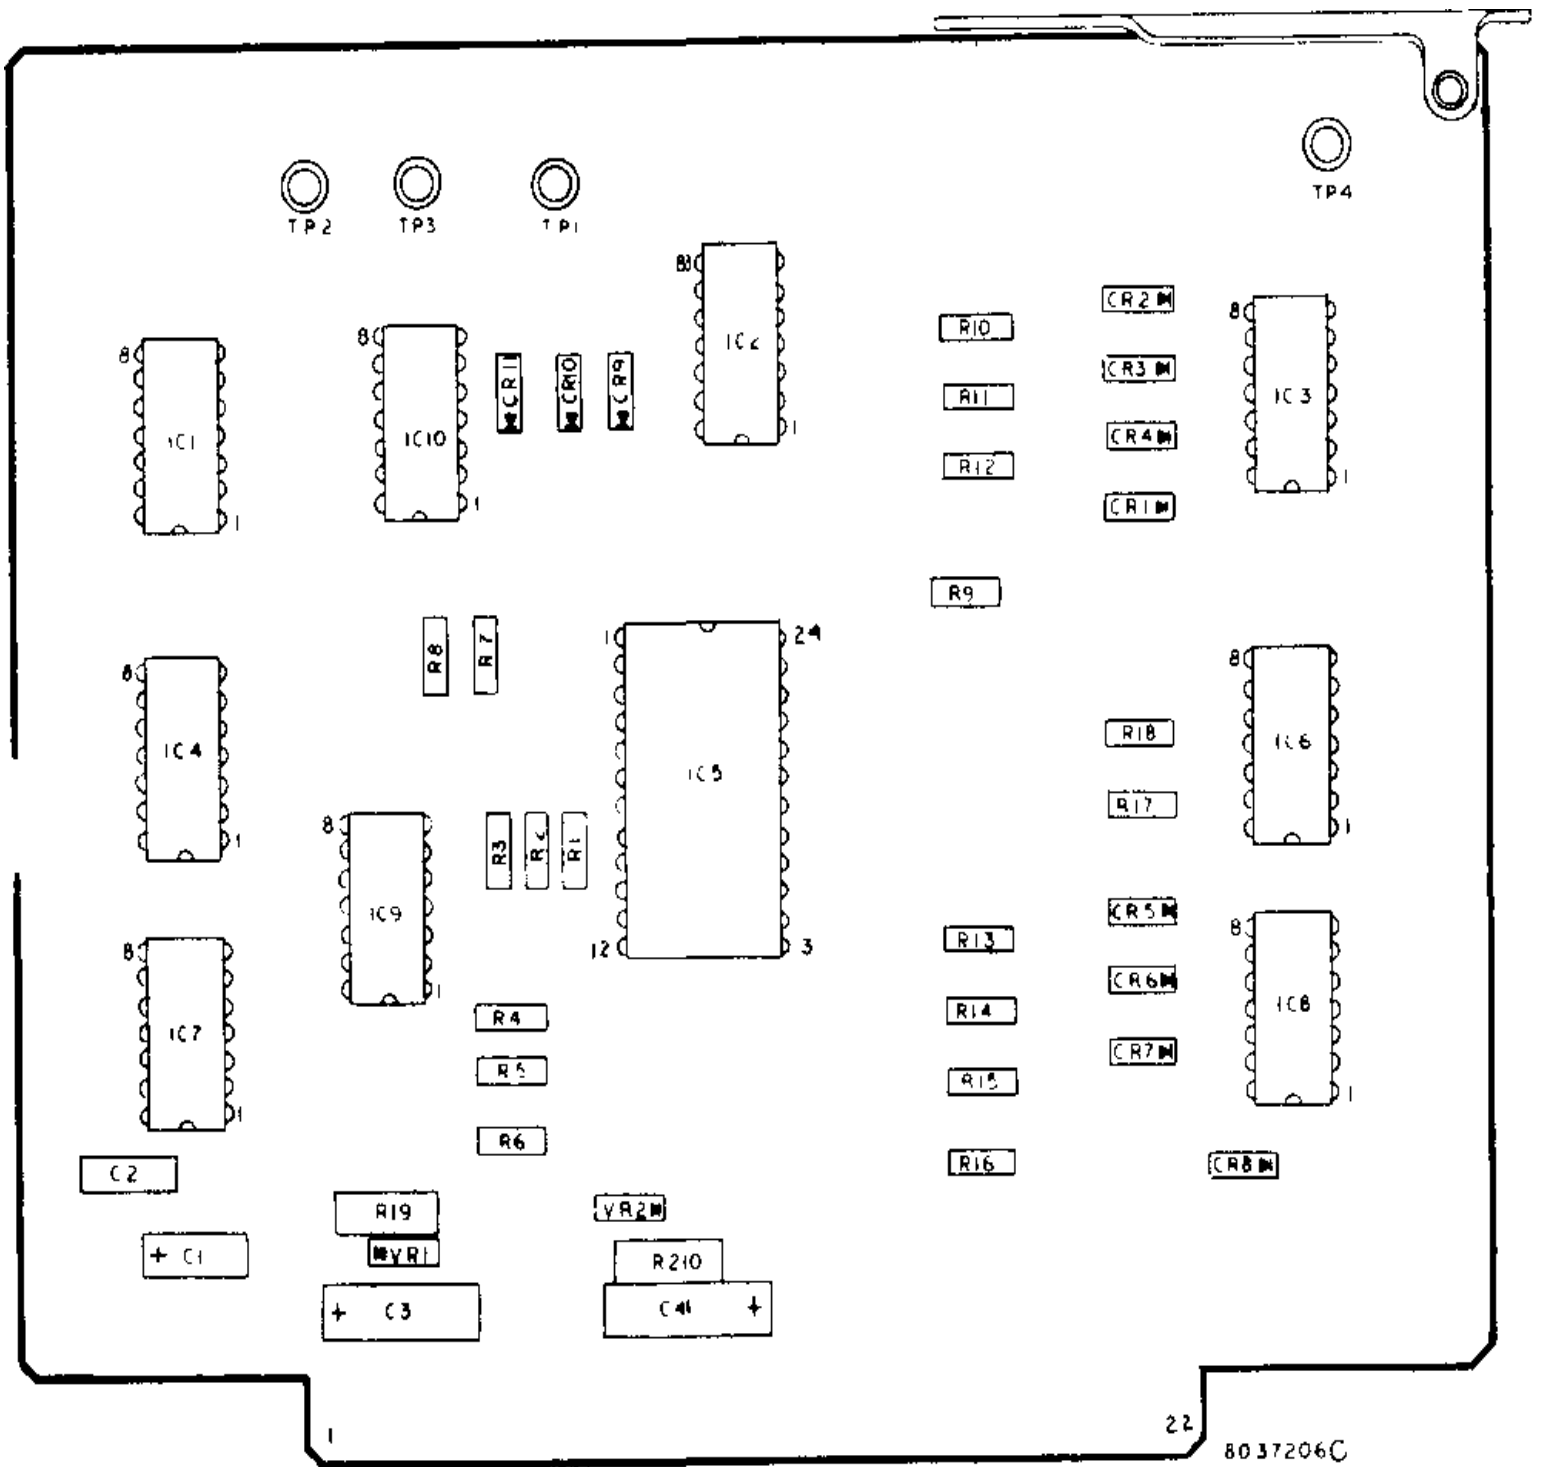 TP4
TP2 TP3 TP1
8
IC2
1
CR2
8
R10
8
IC3
1
8
IC1
1
8
IC10
1
CR11
CR10
CR9
CR3
R11
CR4
R12
CR1
R9
R8
R7
1 24
IC5
12 3
8
IC4
1
8
IC6
1
R18
R17
8
IC9
1
R3
R2
R1
CR5
8
IC8
1
R13
8
IC7
1
CR6
R4
R14
CR7
R5
R15
R6
C2
R16
CR8
R19
VR2
+ C1
VR1
R210
+ C3
C4 +
1
22
8037206C